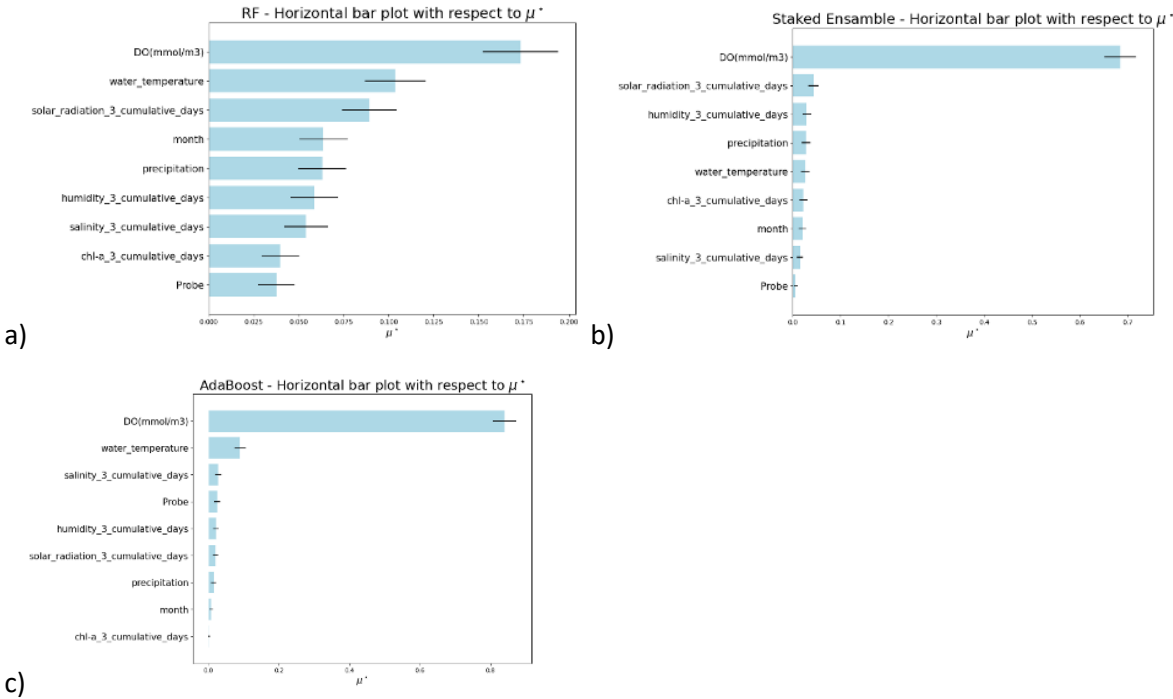 RF - Horizontal bar plot with respect to μ*
DO(mmol/m3)
water_temperature
solar_radiation_3_cumulative_days
month
precipitation
humidity_3_cumulative_days
salinity_3_cumulative_days
chl-a_3_cumulative_days
Probe
0.000 0.025 0.050 0.075 0.100 0.125 0.150 0.175 0.200
μ*
a)
Staked Ensamble - Horizontal bar plot with respect to μ*
DO(mmol/m3)
solar_radiation_3_cumulative_days
humidity_3_cumulative_days
precipitation
water_temperature
chl-a_3_cumulative_days
month
salinity_3_cumulative_days
Probe
0.0 0.1 0.2 0.3 0.4 0.5 0.6 0.7
μ*
b)
AdaBoost - Horizontal bar plot with respect to μ*
DO(mmol/m3)
water_temperature
salinity_3_cumulative_days
Probe
humidity_3_cumulative_days
solar_radiation_3_cumulative_days
precipitation
month
chl-a_3_cumulative_days
0.0 0.2 0.4 0.6 0.8
μ*
c)